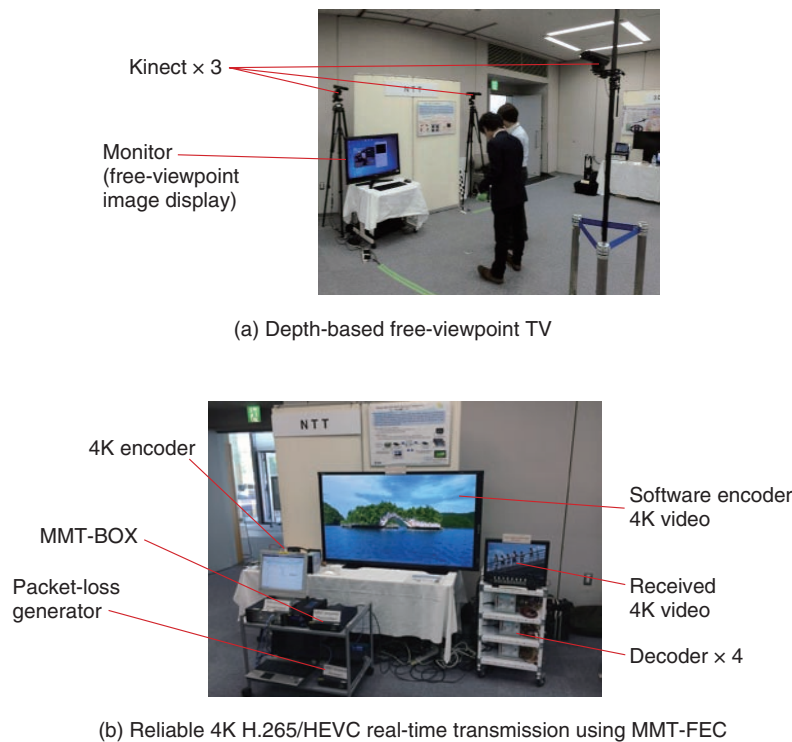 Kinect × 3
NTT
Monitor
(free-viewpoint
image display)
(a) Depth-based free-viewpoint TV
NTT
4K encoder
MMT-BOX
Packet-loss
generator
Software encoder
4K video
Received
4K video
Decoder × 4
(b) Reliable 4K H.265/HEVC real-time transmission using MMT-FEC